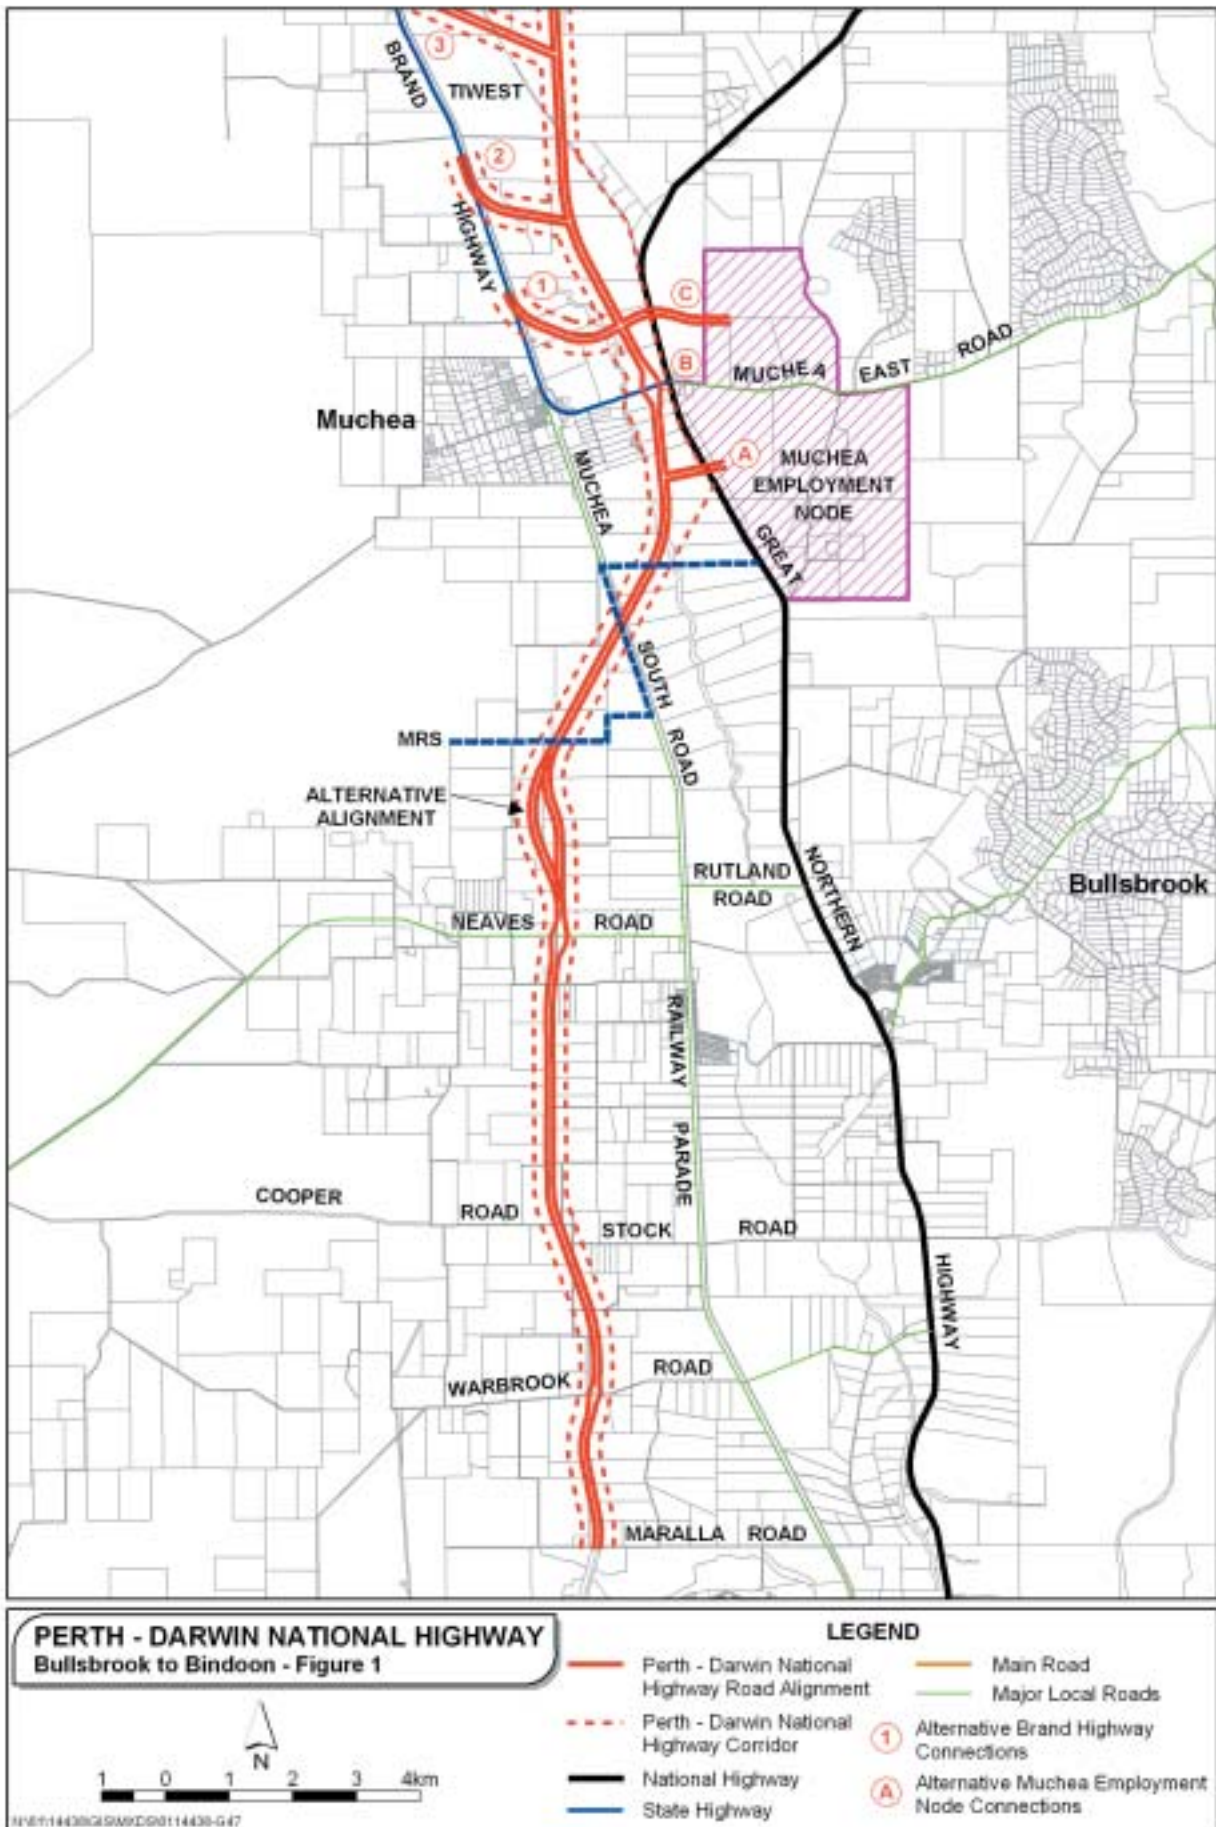 3
BRAND
TIWEST
2
HIGHWAY
1
C
B
MUCHEA
EAST
ROAD
Muchea
A
MUCHEA
EMPLOYMENT
NODE
MUCHEA
GREAT
SOUTH
ROAD
MRS
ALTERNATIVE
ALIGNMENT
RUTLAND
ROAD
NORTHERN
Bullsbrook
NEAVES
ROAD
RAILWAY
PARADE
COOPER
ROAD
STOCK
ROAD
HIGHWAY
WARBROOK
ROAD
MARALLA
ROAD
PERTH - DARWIN NATIONAL HIGHWAY
Bullsbrook to Bindoon - Figure 1
N
1 0 1 2 3 4km
LEGEND
Perth - Darwin National
Highway Road Alignment
Perth - Darwin National
Highway Corridor
National Highway
State Highway
Main Road
Major Local Roads
1 Alternative Brand Highway
Connections
A Alternative Muchea Employment
Node Connections